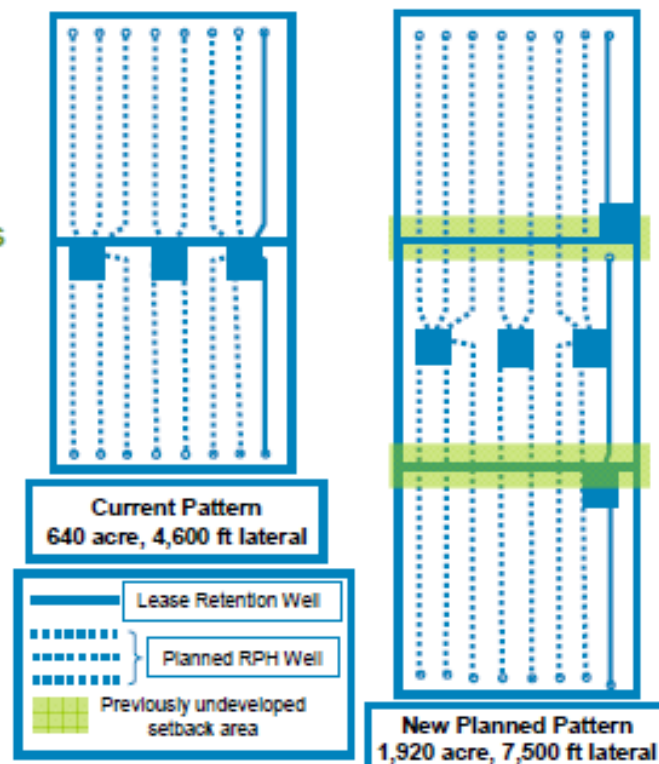 s
Current Pattern
640 acre, 4,600 ft lateral
Lease Retention Well
Planned RPH Well
Previously undeveloped
setback area
New Planned Pattern
1,920 acre, 7,500 ft lateral